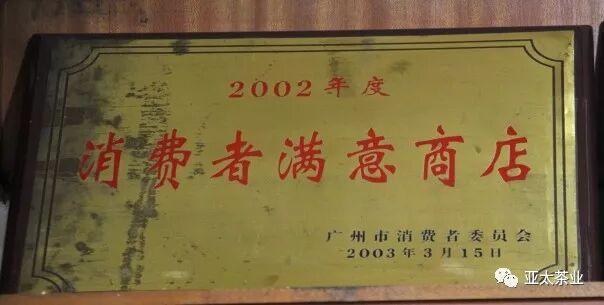 2002年度
消费者满意商店
广州市消费者委员会
2003年3月15日
亚太茶业